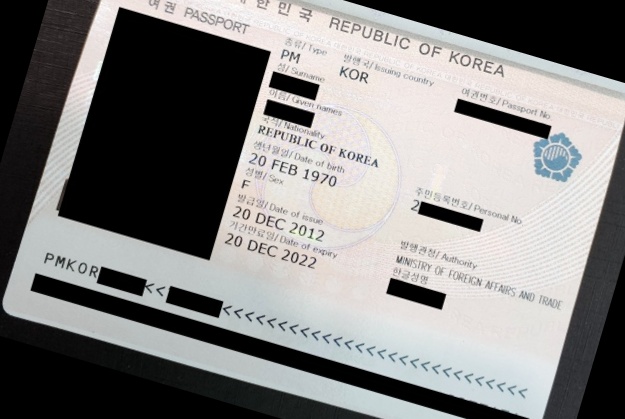 여권 PASSPORT
대한민국 REPUBLIC OF KOREA
종류/Type 발행국/Issuing country
PM KOR
여권번호/Passport No
성/Surname
이름/Given names
국적/Nationality
REPUBLIC OF KOREA
생년월일/Date of birth
20 FEB 1970
주민등록번호/Personal No
2
성별/Sex
F
발급일/Date of issue
20 DEC 2012
발행관청/Authority
MINISTRY OF FOREIGN AFFAIRS AND TRADE
기간만료일/Date of expiry
20 DEC 2022
한글성명
PMKOR <<  <<<<<<<<<<<<<<<<<<<<<<<<<<<<